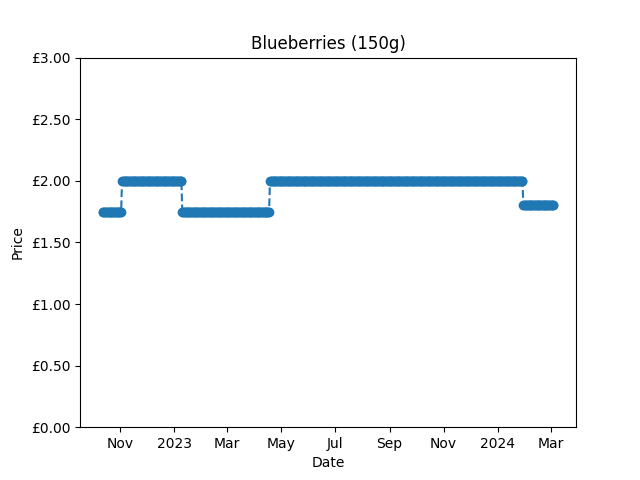 Blueberries (150g)
£3.00
£2.50
£2.00
£1.50
£1.00
£0.50
£0.00
Price
Nov 2023 Mar May Jul Sep Nov 2024 Mar
Date